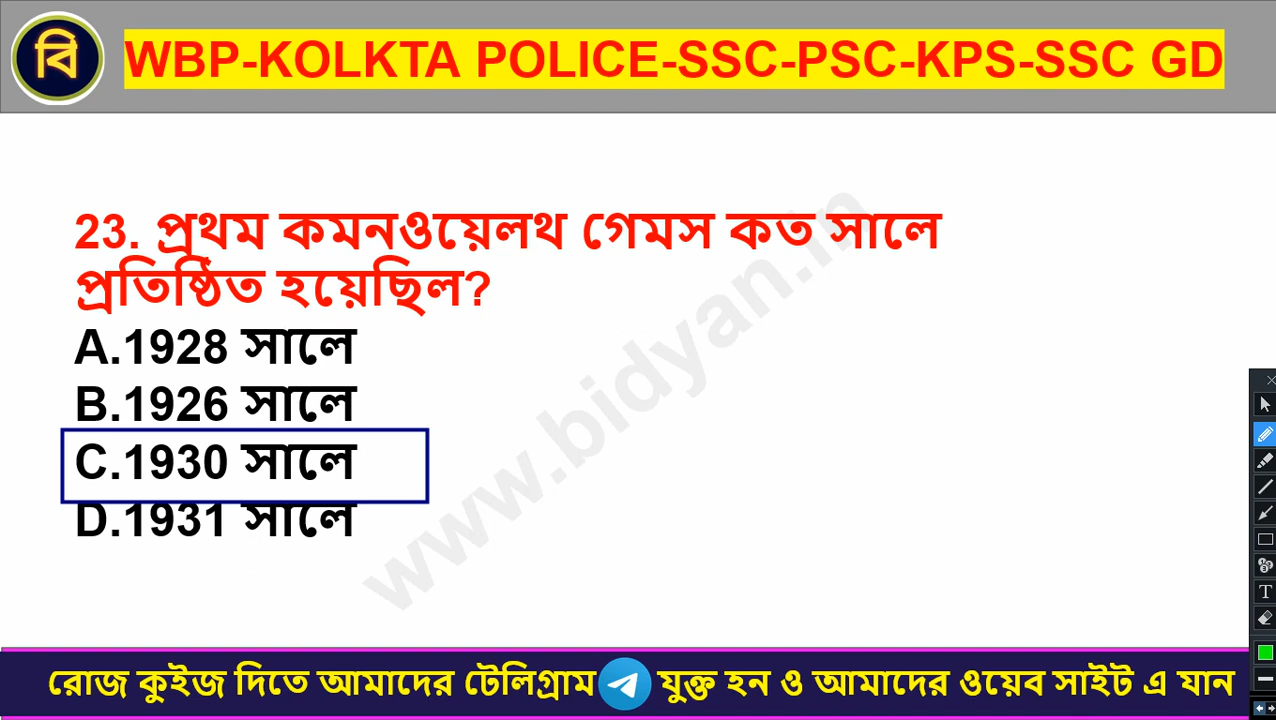 বি
WBP-KOLKTA POLICE-SSC-PSC-KPS-SSC GD
23. প্রথম কমনওয়েলথ গেমস কত সালে
প্রতিষ্ঠিত হয়েছিল?
A.1928 সালে
B.1926 সালে
C.1930 সালে
D.1931 সালে
www.bidyan.in
রোজ কুইজ দিতে আমাদের টেলিগ্রাম যুক্ত হন ও আমাদের ওয়েব সাইট এ যান